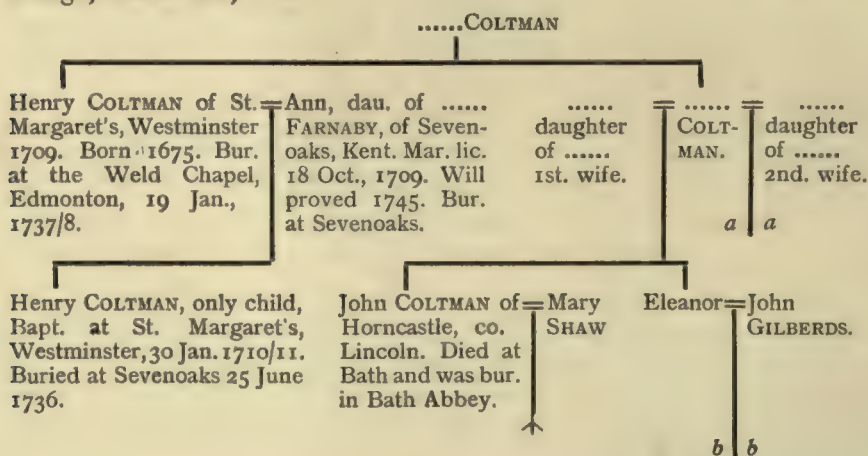 ......COLTMAN
Henry COLTMAN of St.
Margaret's, Westminster
1709. Born 1675. Bur.
at the Weld Chapel,
Edmonton, 19 Jan.,
1737/8.
=
Ann, dau. of ......
FARNABY, of Seven-
oaks, Kent. Mar. lic.
18 Oct., 1709. Will
proved 1745. Bur.
at Sevenoaks.
......
daughter
of ......
1st. wife.
= ...... =
COLT-
MAN.
......
daughter
of ......
2nd. wife.
a a
Henry COLTMAN, only child,
Bapt. at St. Margaret's,
Westminster, 30 Jan. 1710/11.
Buried at Sevenoaks 25 June
1736.
John COLTMAN of
Horncastle, co.
Lincoln. Died at
Bath and was bur.
in Bath Abbey.
=
Mary
SHAW
Eleanor=John
GILBERDS.
b b